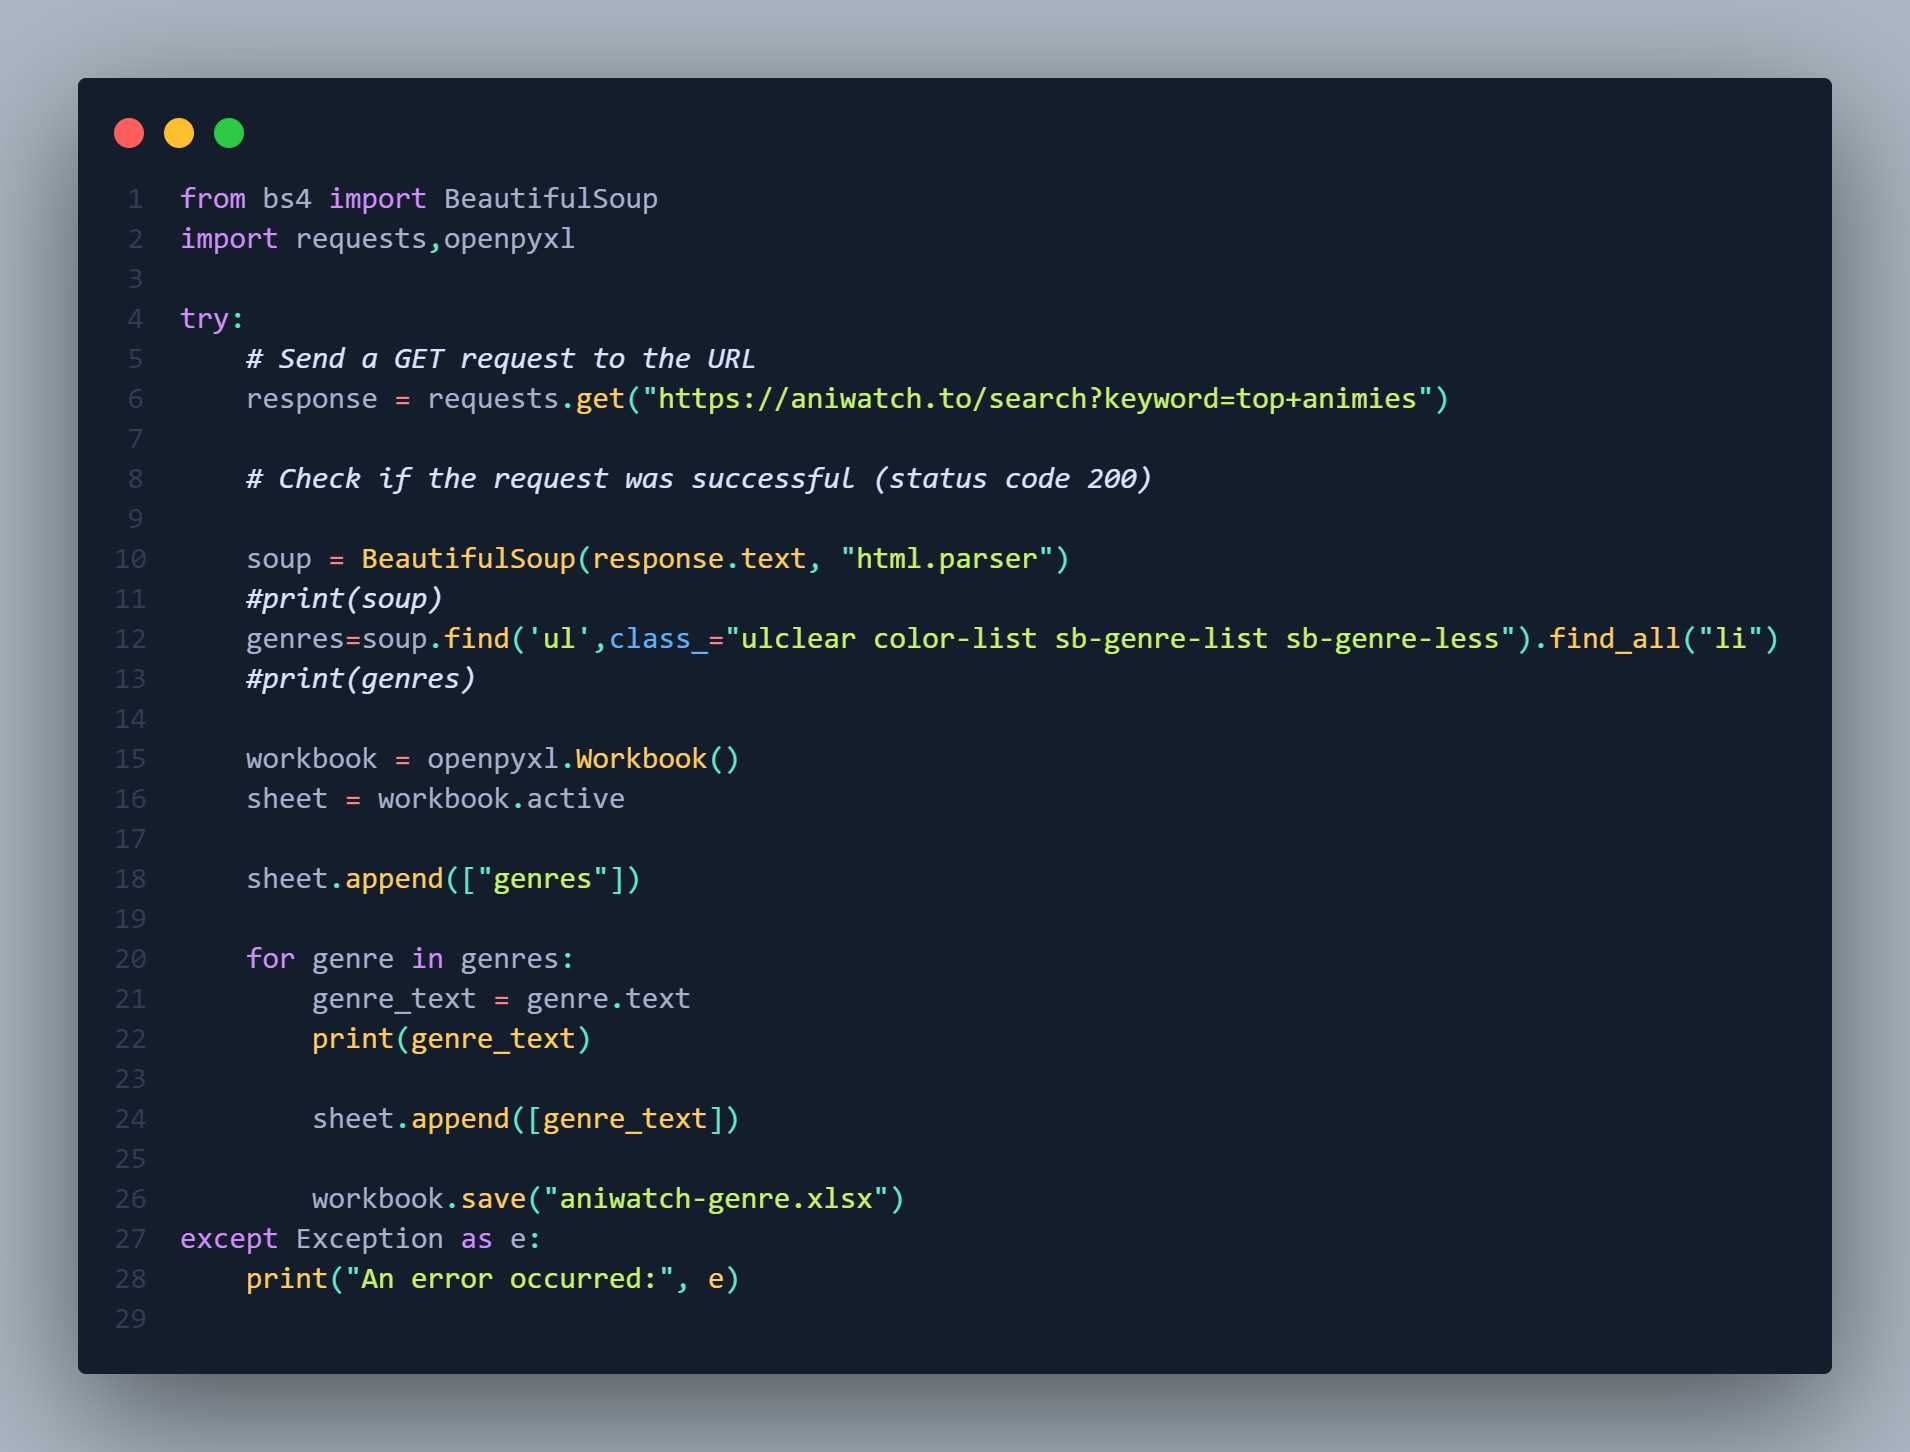 1 from bs4 import BeautifulSoup
2 import requests,openpyxl
3
4 try:
5     # Send a GET request to the URL
6     response = requests.get("https://aniwatch.to/search?keyword=top+animies")
7
8     # Check if the request was successful (status code 200)
9
10     soup = BeautifulSoup(response.text, "html.parser")
11     #print(soup)
12     genres=soup.find('ul',class_="ulclear color-list sb-genre-list sb-genre-less").find_all("li")
13     #print(genres)
14
15     workbook = openpyxl.Workbook()
16     sheet = workbook.active
17
18     sheet.append(["genres"])
19
20     for genre in genres:
21         genre_text = genre.text
22         print(genre_text)
23
24         sheet.append([genre_text])
25
26         workbook.save("aniwatch-genre.xlsx")
27 except Exception as e:
28     print("An error occurred:", e)
29